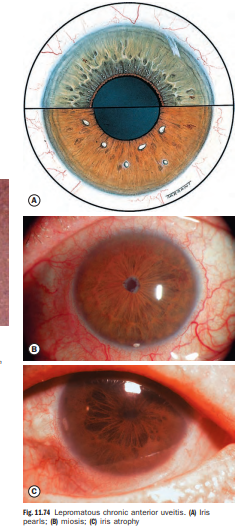 A
B
C
Fig. 11.74 Lepromatous chronic anterior uveitis. (A) Iris
pearls; (B) miosis; (C) iris atrophy